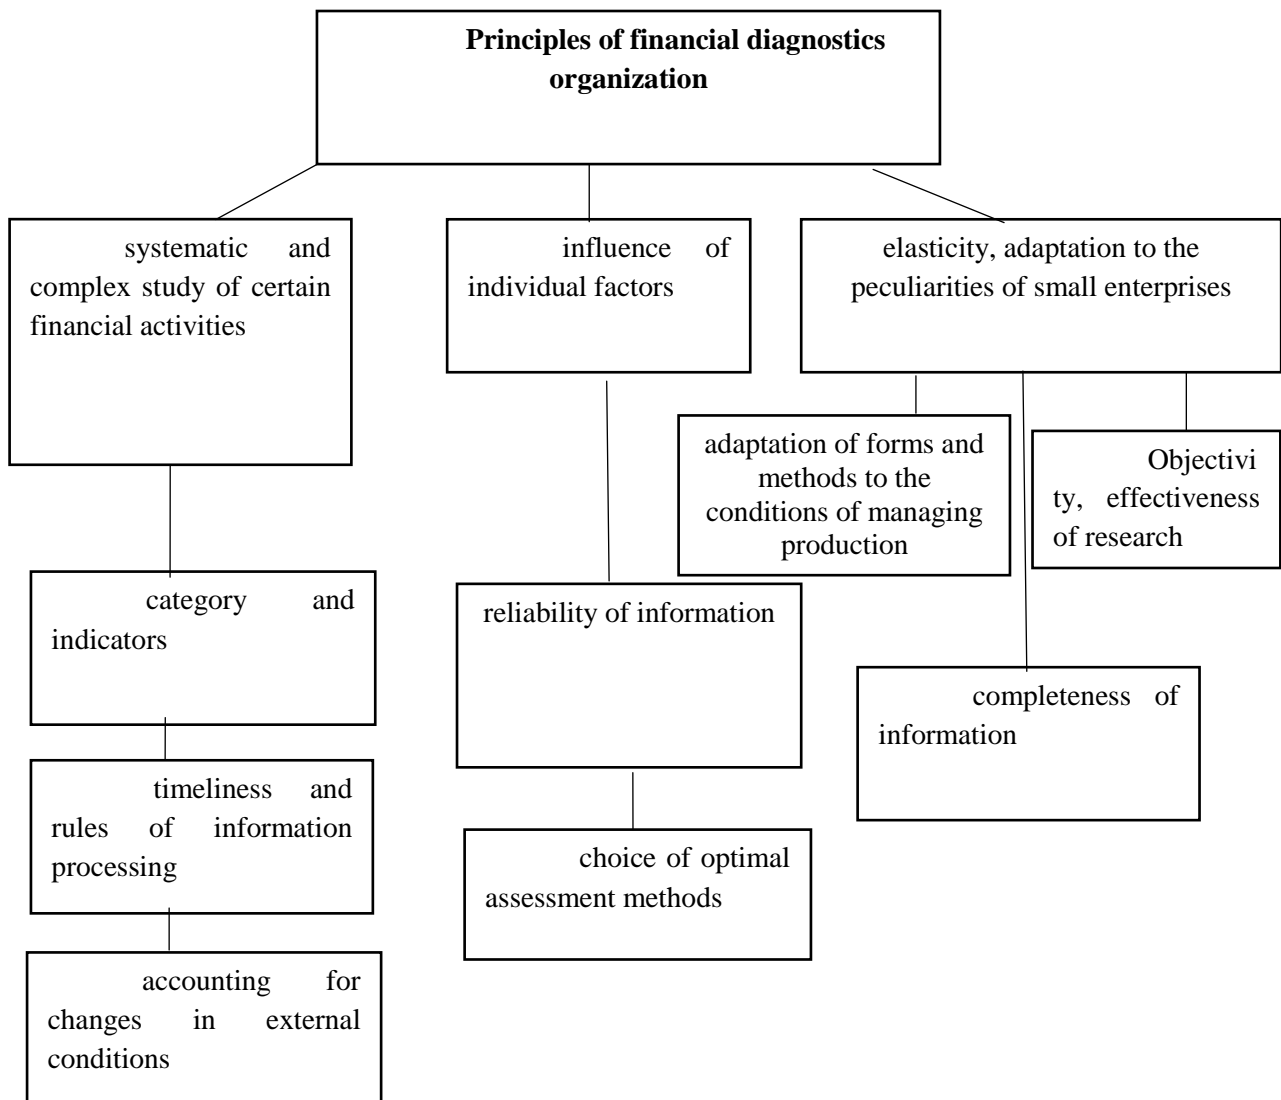 Principles of financial diagnostics
organization
systematic and
complex study of certain
financial activities
influence of
individual factors
elasticity, adaptation to the
peculiarities of small enterprises
adaptation of forms and
methods to the
conditions of managing
production
Objectivi
ty, effectiveness
of research
category and
indicators
reliability of information
completeness of
information
timeliness and
rules of information
processing
choice of optimal
assessment methods
accounting for
changes in external
conditions